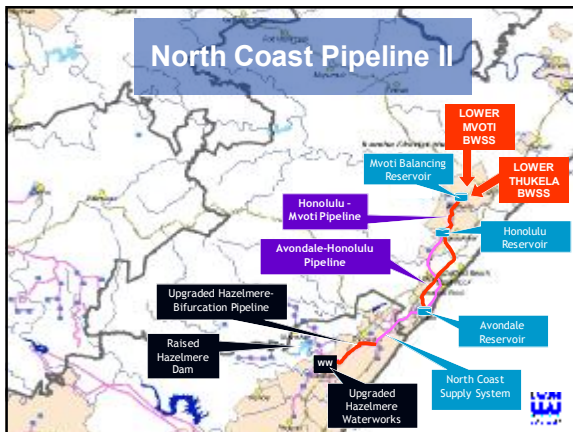 North Coast Pipeline II
LOWER
MVOTI
BWSS
Mvoti Balancing
Reservoir
LOWER
THUKELA
BWSS
Honolulu -
Mvoti Pipeline
Honolulu
Reservoir
Avondale-Honolulu
Pipeline
Upgraded Hazelmere-
Bifurcation Pipeline
Avondale
Reservoir
Raised
Hazelmere
Dam
WW
Upgraded
Hazelmere
Waterworks
North Coast
Supply System